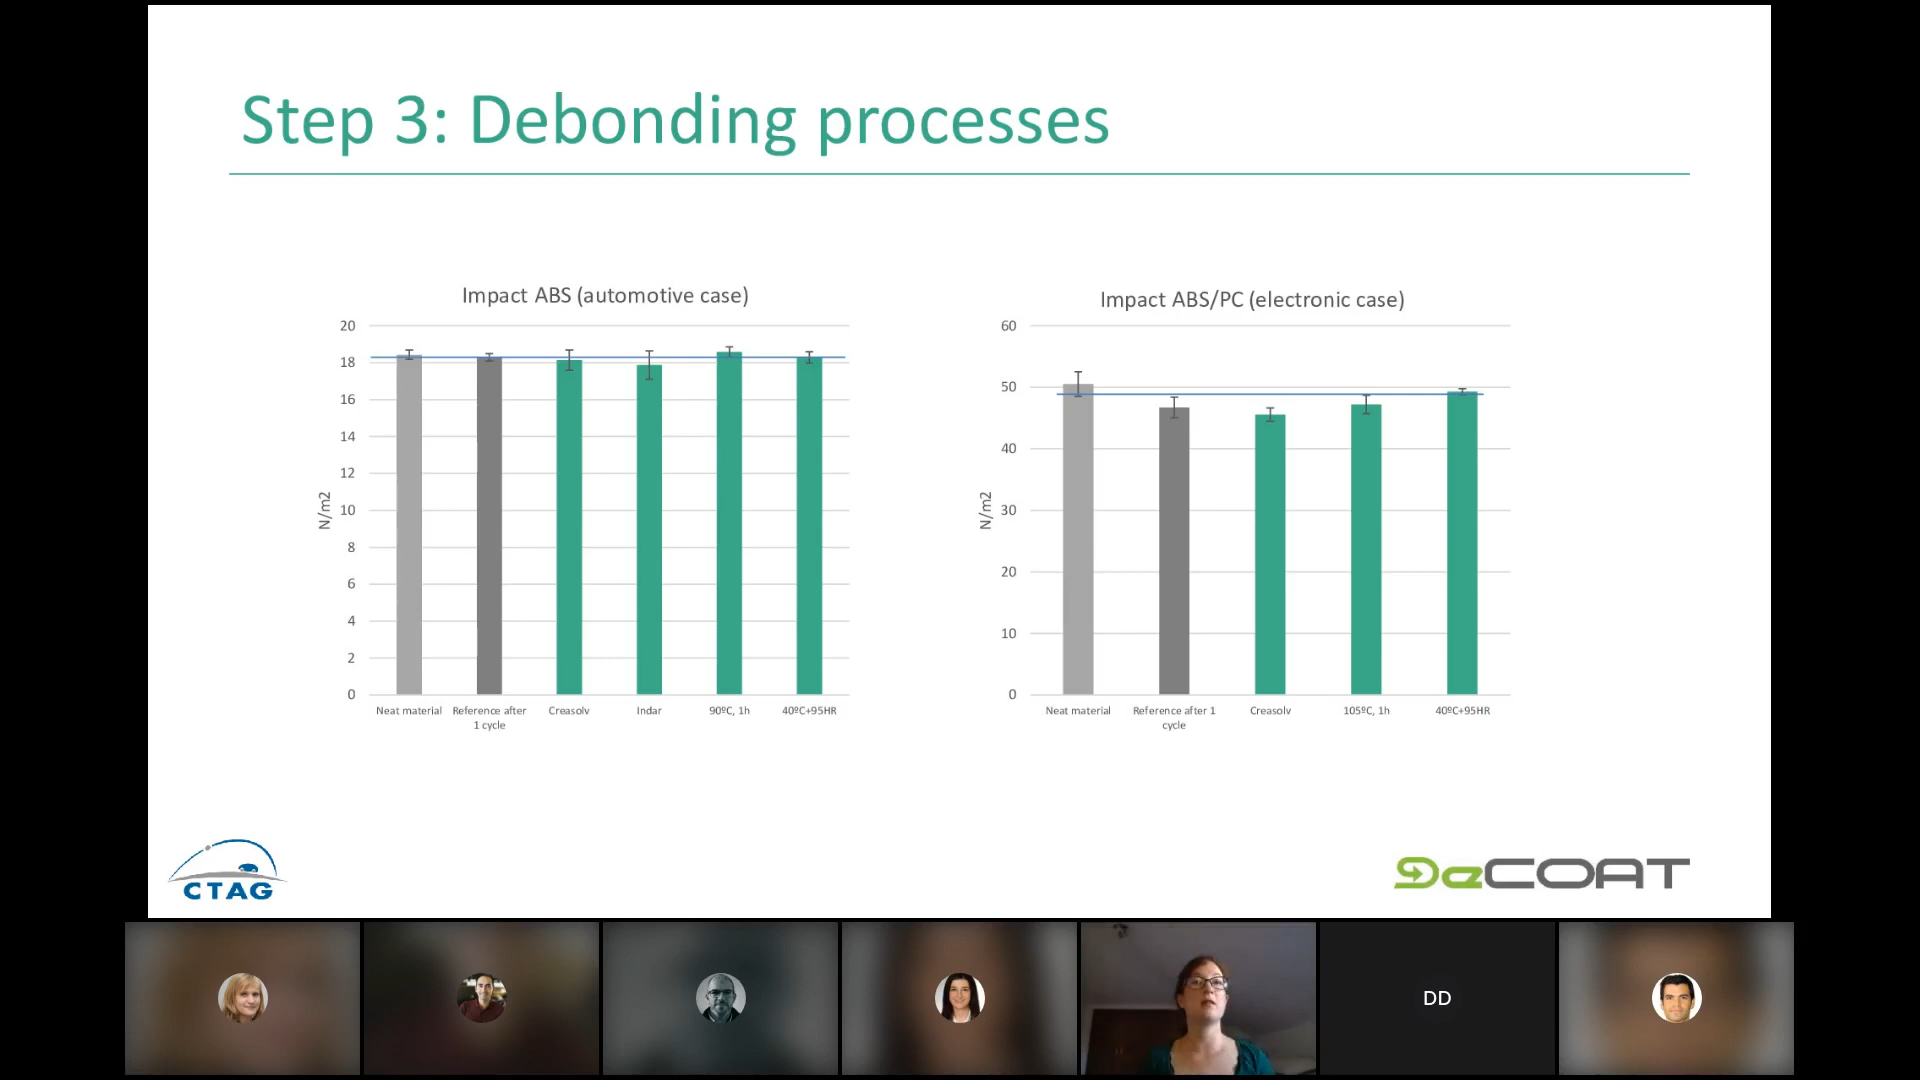 Step 3: Debonding processes
Impact ABS (automotive case)
20
18
16
14
12
10
8
6
4
2
0
N/m2
Neat material
Reference after
1 cycle
Creasolv
Indar
90ºC, 1h
40ºC+95HR
Impact ABS/PC (electronic case)
60
50
40
30
20
10
0
N/m2
Neat material
Reference after 1
cycle
Creasolv
105ºC, 1h
40ºC+95HR
CTAG
DeCOAT
DD